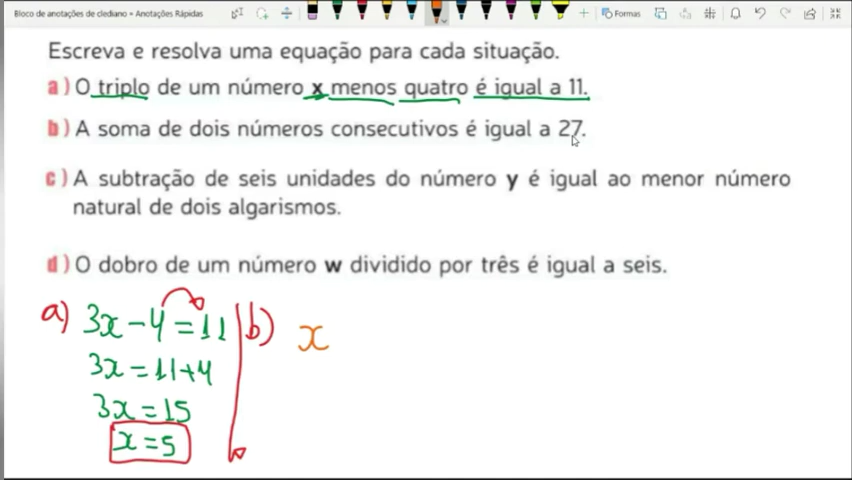 Bloco de anotações de clediano • Anotações Rápidas
Formas
Escreva e resolva uma equação para cada situação.
a) O triplo de um número x menos quatro é igual a 11.
b) A soma de dois números consecutivos é igual a 27.
c) A subtração de seis unidades do número y é igual ao menor número
natural de dois algarismos.
d) O dobro de um número w dividido por três é igual a seis.
a) 3x - 4 = 11
3x = 11 + 4
3x = 15
x = 5
b) x